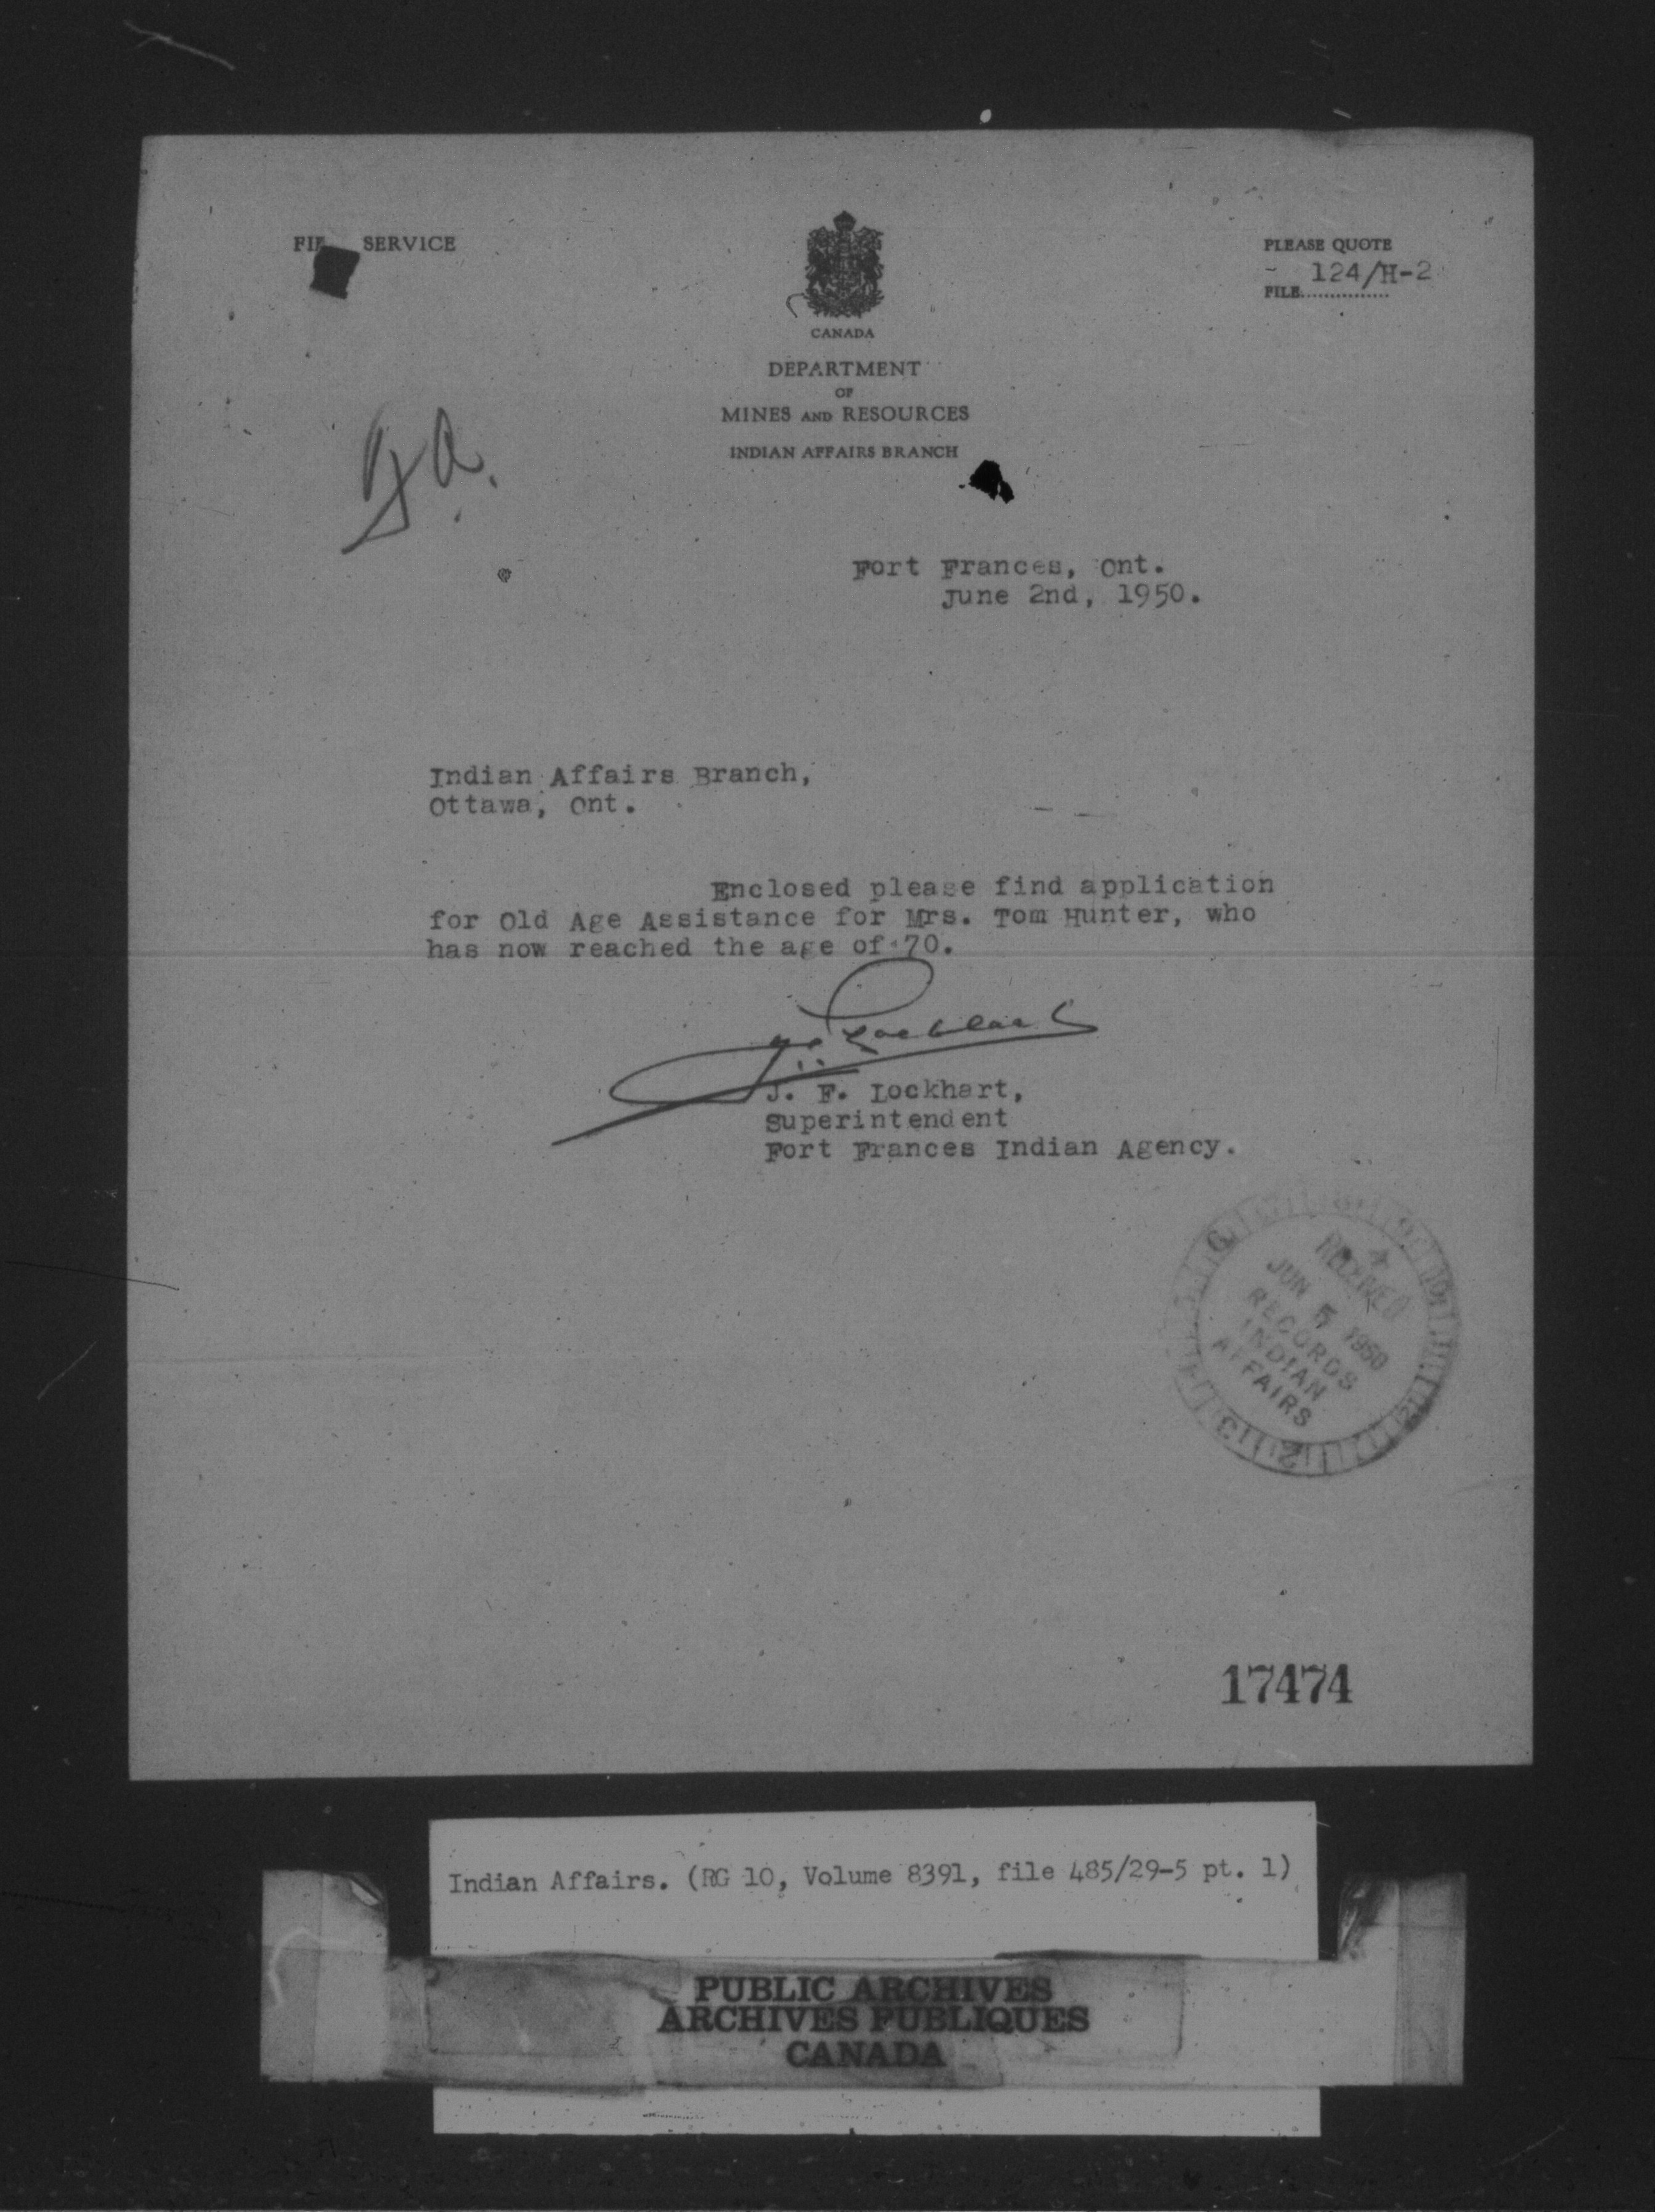 SERVICE
PLEASE QUOTE
124/H-2
FILE...............
CANADA
DEPARTMENT
OF
MINES AND RESOURCES
INDIAN AFFAIRS BRANCH
Fort Frances, Ont.
June 2nd, 1950.
Indian Affairs Branch,
Ottawa, Ont.
Enclosed please find application
for Old Age Assistance for Mrs. Tom Hunter, who
has now reached the age of 70.
J. F. Lockhart,
Superintendent
Fort Frances Indian Agency.
RECEIVED
JUN 5 1950
RECORDS
INDIAN
AFFAIRS
17474
Indian Affairs. (RG 10, Volume 8391, file 485/29-5 pt. 1)
PUBLIC ARCHIVES
ARCHIVES PUBLIQUES
CANADA